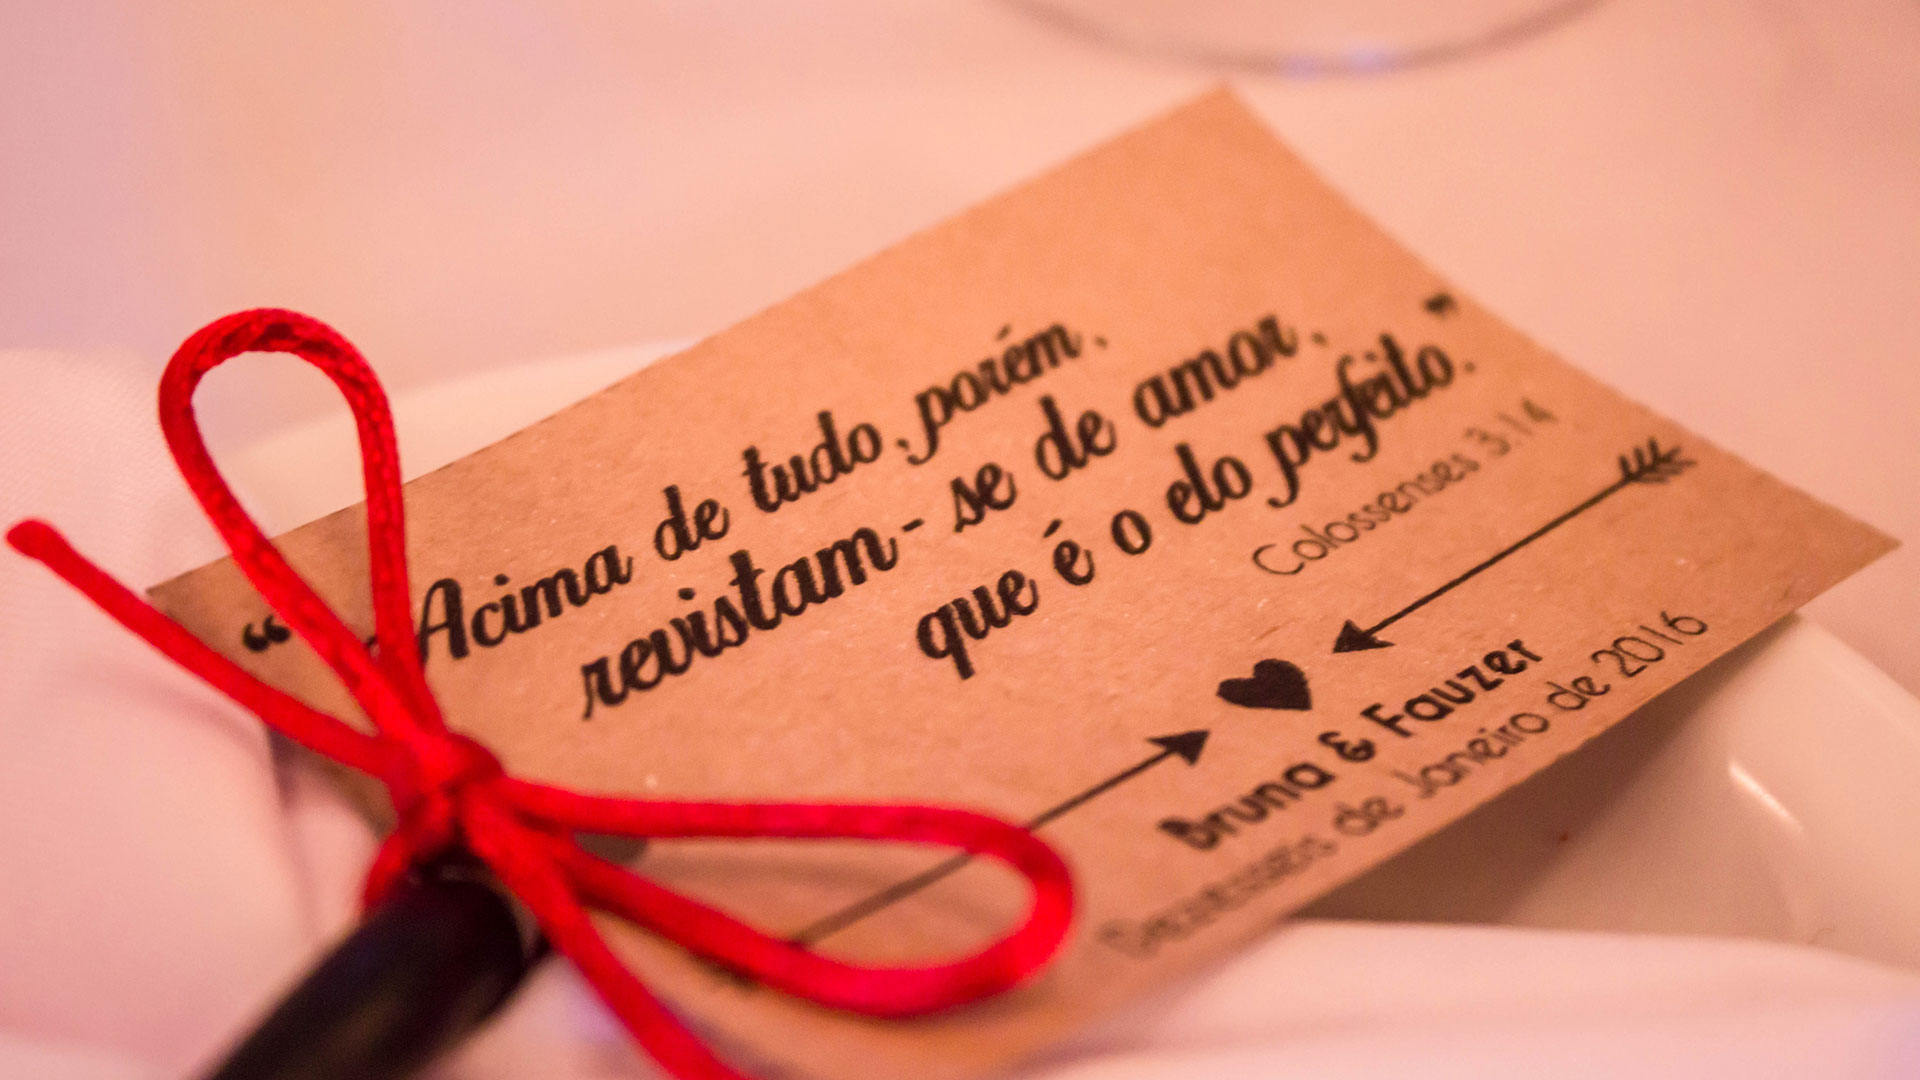 “Acima de tudo, porém,
revistam-se de amor,
que é o elo perfeito.”
Colossenses 3.14
Bruna & Fauzer
Dezesseis de Janeiro de 2016